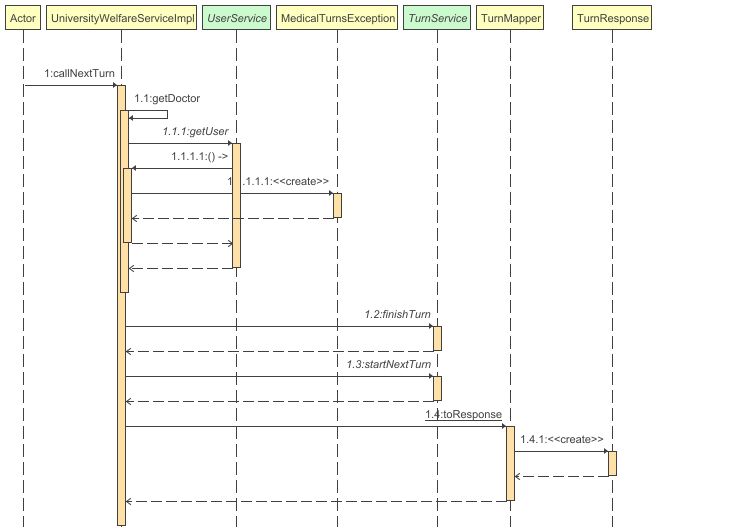 Actor UniversityWelfareServiceImpl UserService MedicalTurnsException TurnService TurnMapper TurnResponse
1:callNextTurn
1.1:getDoctor
1.1.1:getUser
1.1.1.1:() ->
1.1.1.1:<<create>>
1.2:finishTurn
1.3:startNextTurn
1.4:toResponse
1.4.1:<<create>>